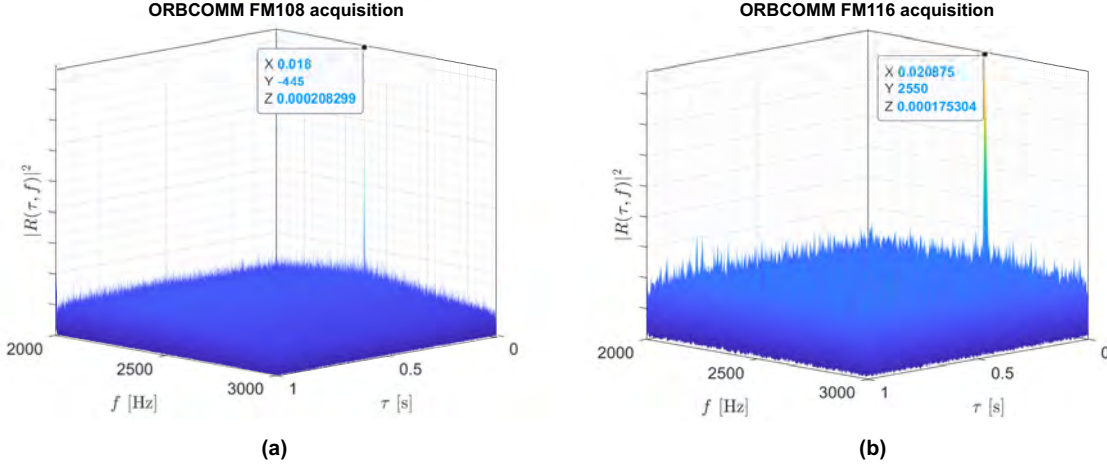 ORBCOMM FM108 acquisition
X 0.018
Y -445
Z 0.000208299
|R(τ, f)|²
2000
2500
3000
f [Hz]
1
0.5
0
τ [s]
(a)
ORBCOMM FM116 acquisition
X 0.020875
Y 2550
Z 0.000175304
|R(τ, f)|²
2000
2500
3000
f [Hz]
1
0.5
0
τ [s]
(b)